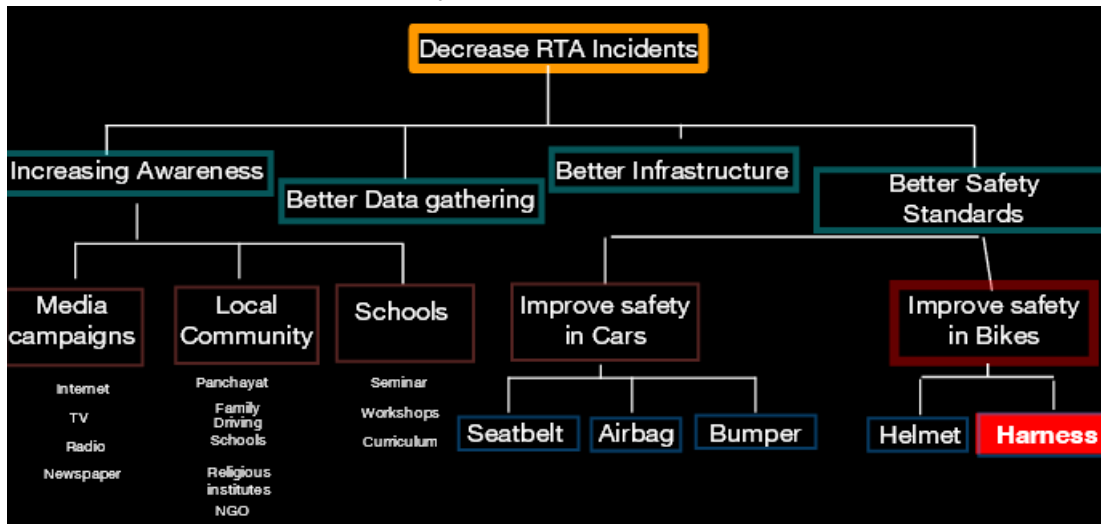 Decrease RTA Incidents
Increasing Awareness
Better Data gathering
Better Infrastructure
Better Safety
Standards
Media
campaigns
Local
Community
Schools
Improve safety
in Cars
Improve safety
in Bikes
Internet
TV
Radio
Newspaper
Panchayat
Family
Driving
Schools
Religious
institutes
NGO
Seminar
Workshops
Curriculum
Seatbelt
Airbag
Bumper
Helmet
Harness